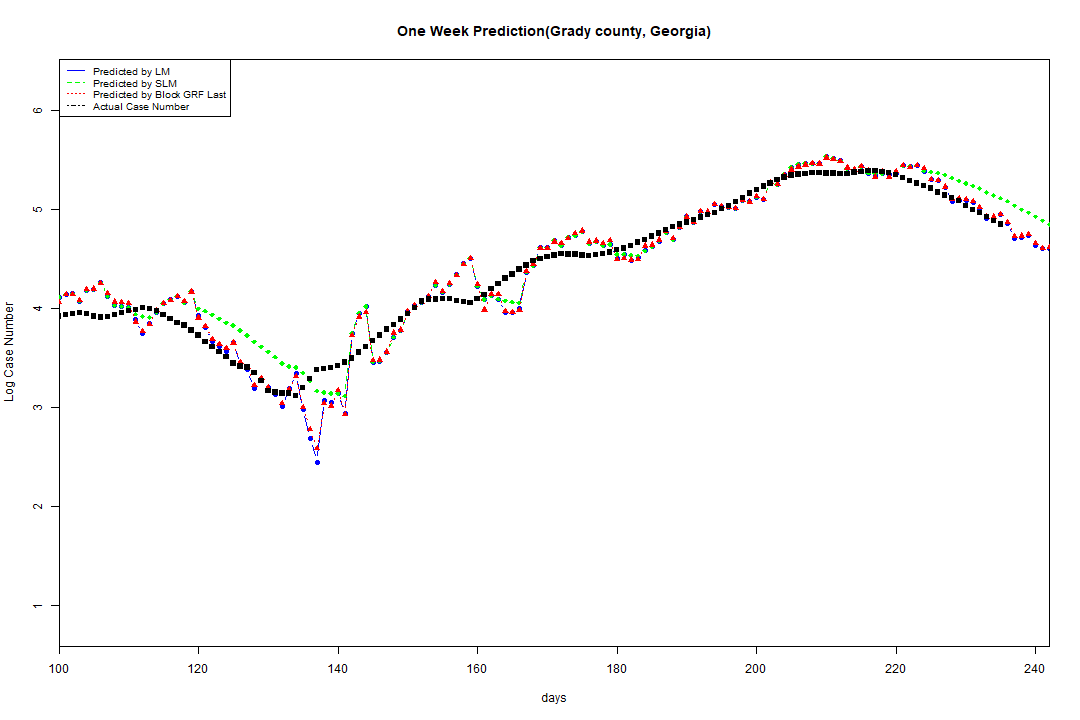 One Week Prediction(Grady county, Georgia)
Predicted by LM
Predicted by SLM
Predicted by Block GRF Last
Actual Case Number
6
5
4
3
2
1
Log Case Number
100 120 140 160 180 200 220 240
days